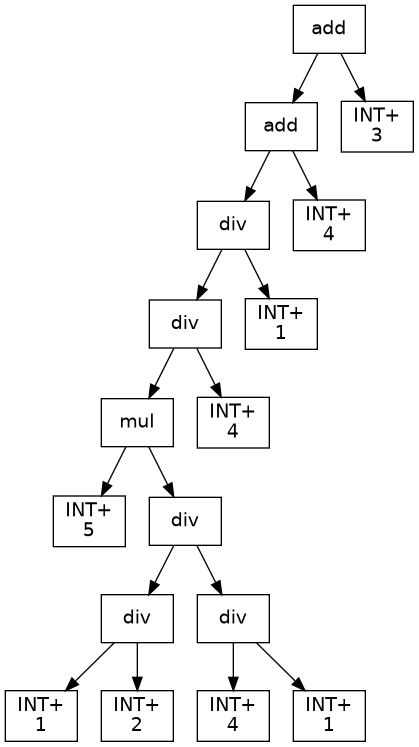 add
add
INT+
3
div
INT+
4
div
INT+
1
mul
INT+
4
INT+
5
div
div
div
INT+
1
INT+
2
INT+
4
INT+
1